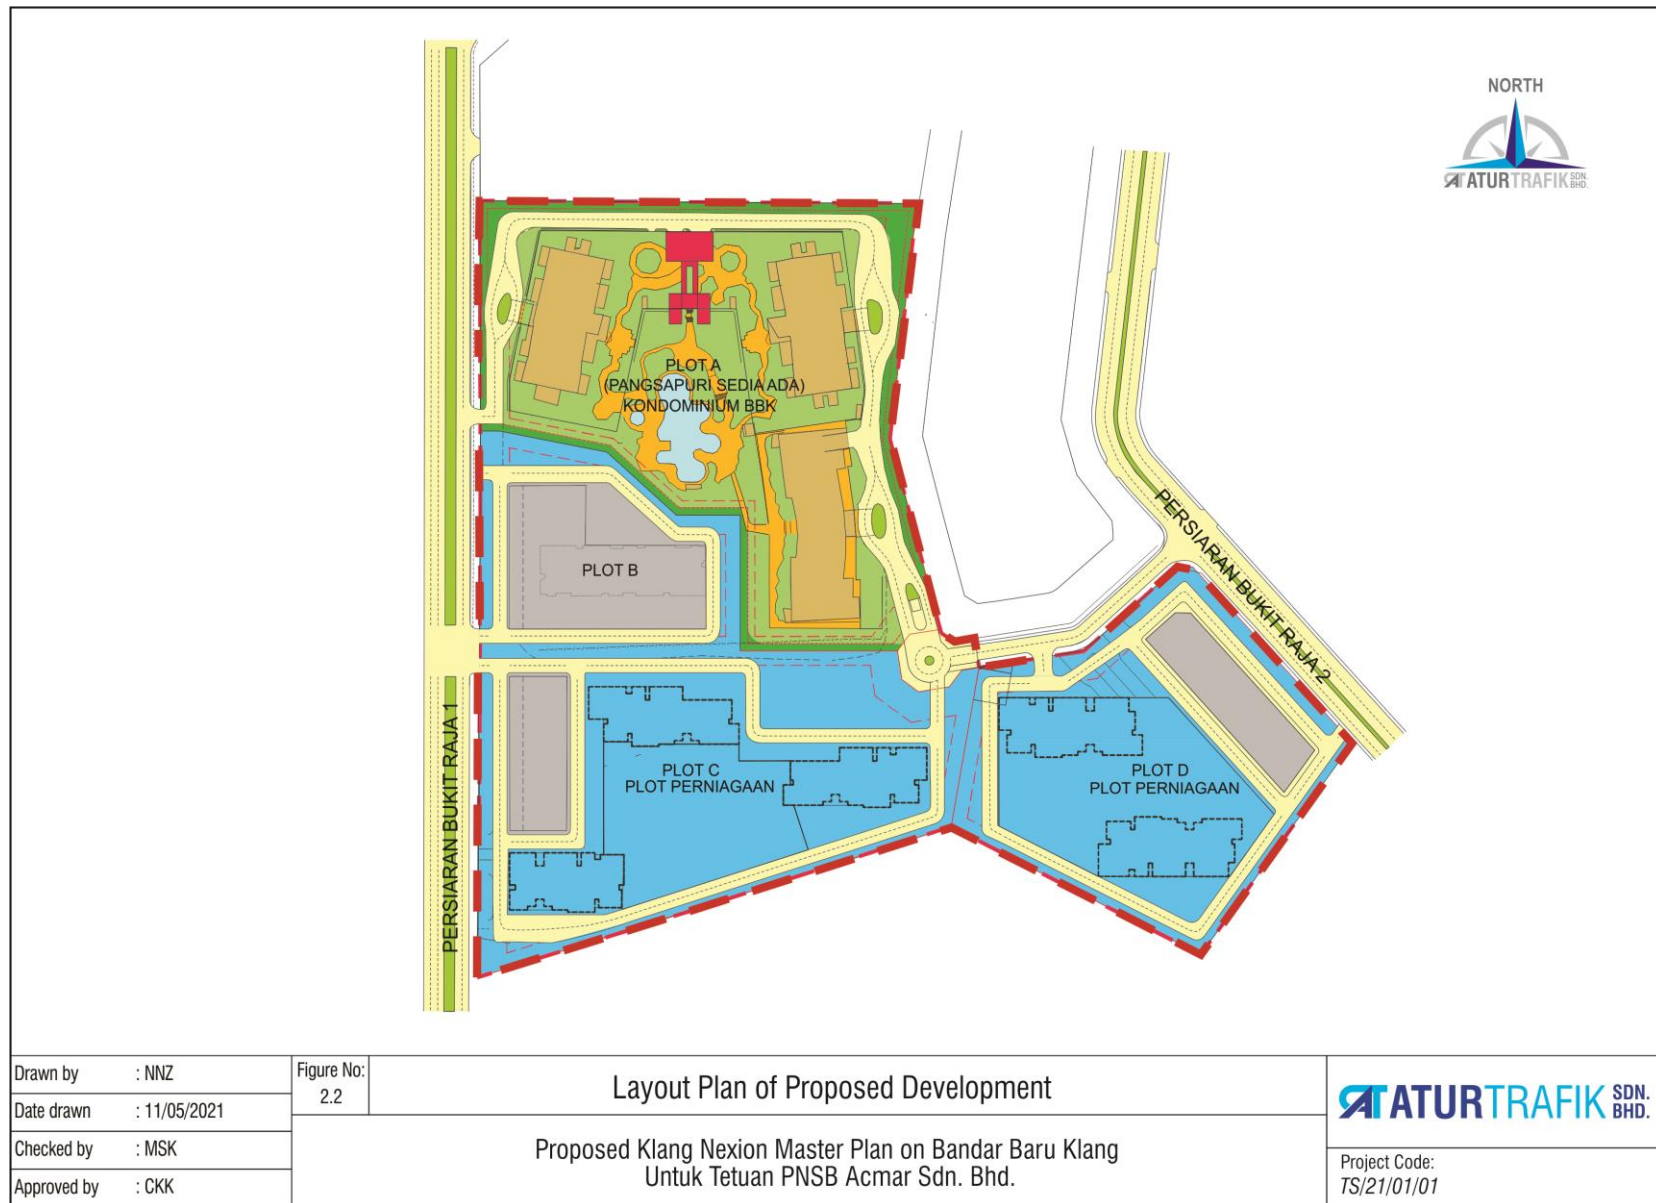 NORTH
ATURTRAFIK SDN. BHD.
PLOT A
(PANGSAPURI SEDIA ADA)
KONDOMINIUM BBK
PLOT B
PERSIARAN BUKIT RAJA 2
PERSIARAN BUKIT RAJA 1
PLOT C
PLOT PERNIAGAAN
PLOT D
PLOT PERNIAGAAN
Drawn by : NNZ
Date drawn : 11/05/2021
Checked by : MSK
Approved by : CKK
Figure No:
2.2
Layout Plan of Proposed Development
Proposed Klang Nexion Master Plan on Bandar Baru Klang
Untuk Tetuan PNSB Acmar Sdn. Bhd.
ATURTRAFIK SDN. BHD.
Project Code:
TS/21/01/01